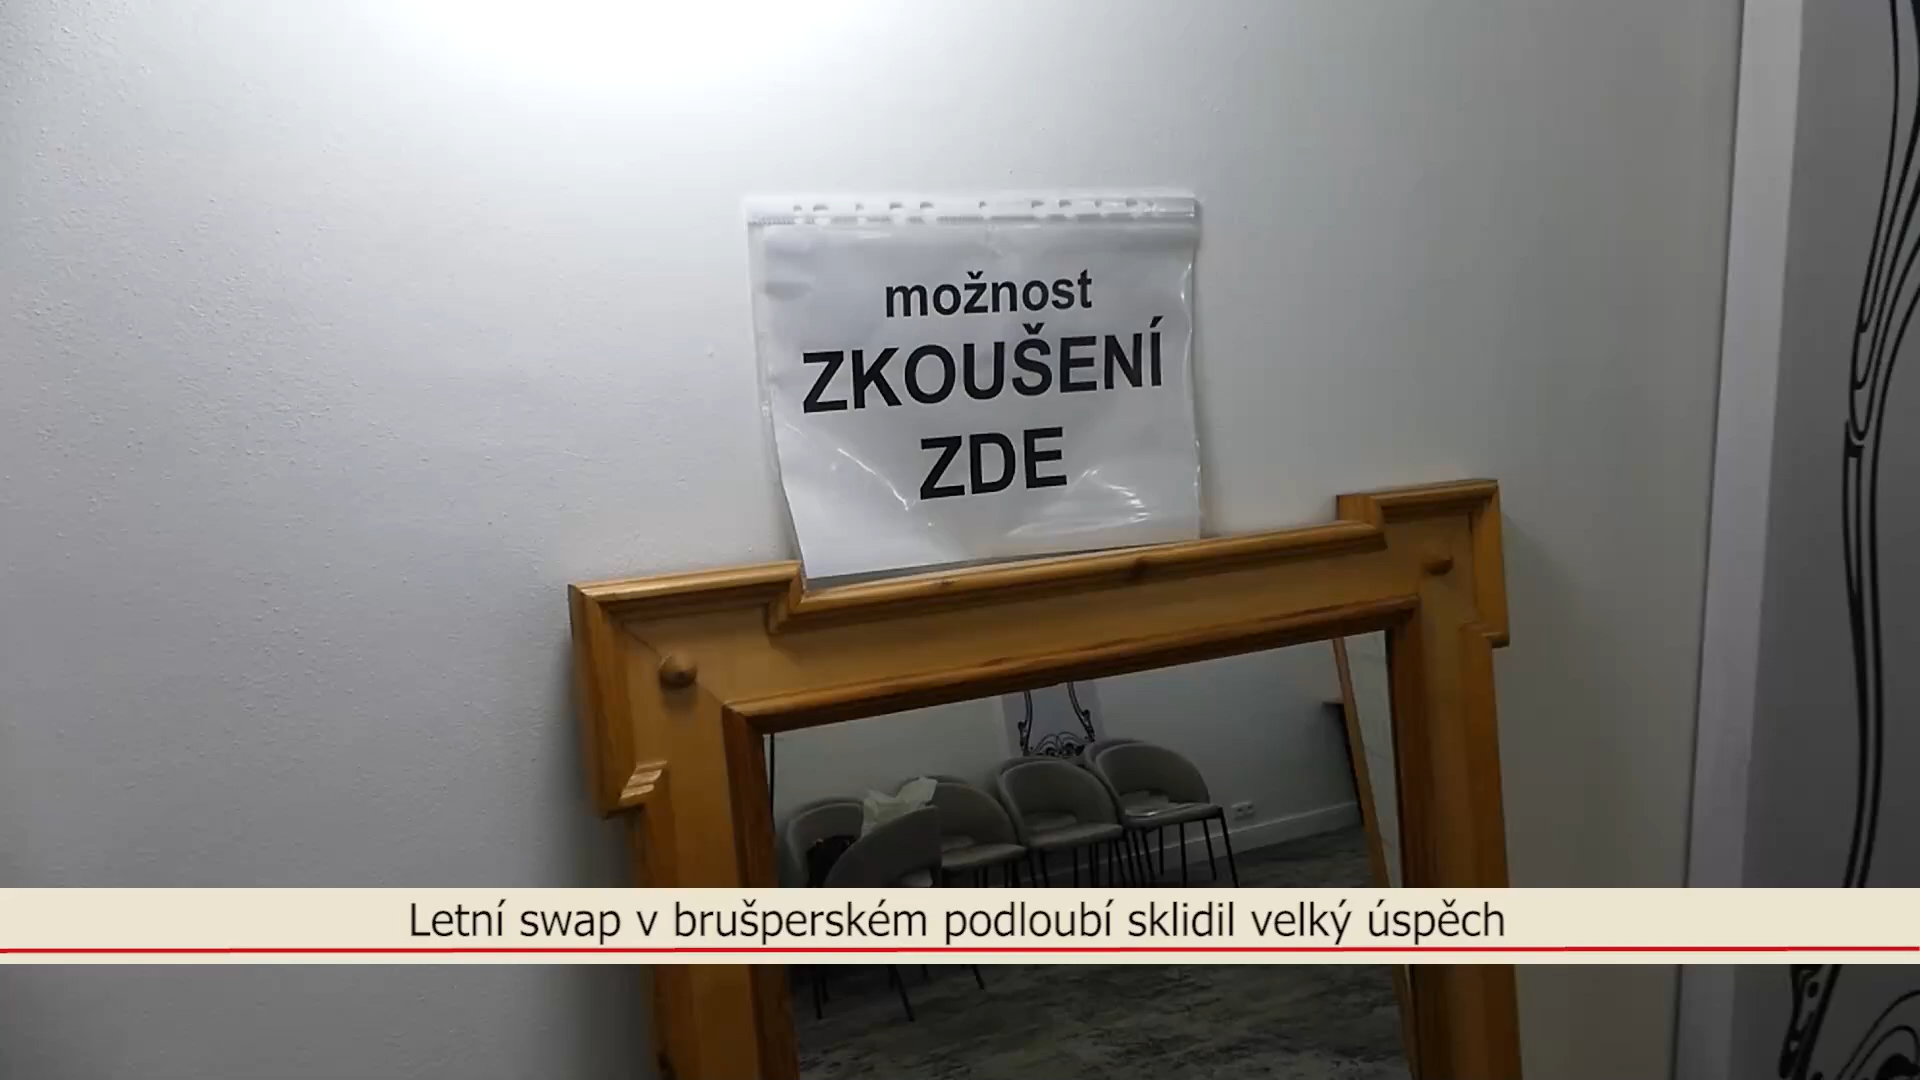 možnost
ZKOUŠENÍ
ZDE
Letní swap v brušperském podloubí sklidil velký úspěch